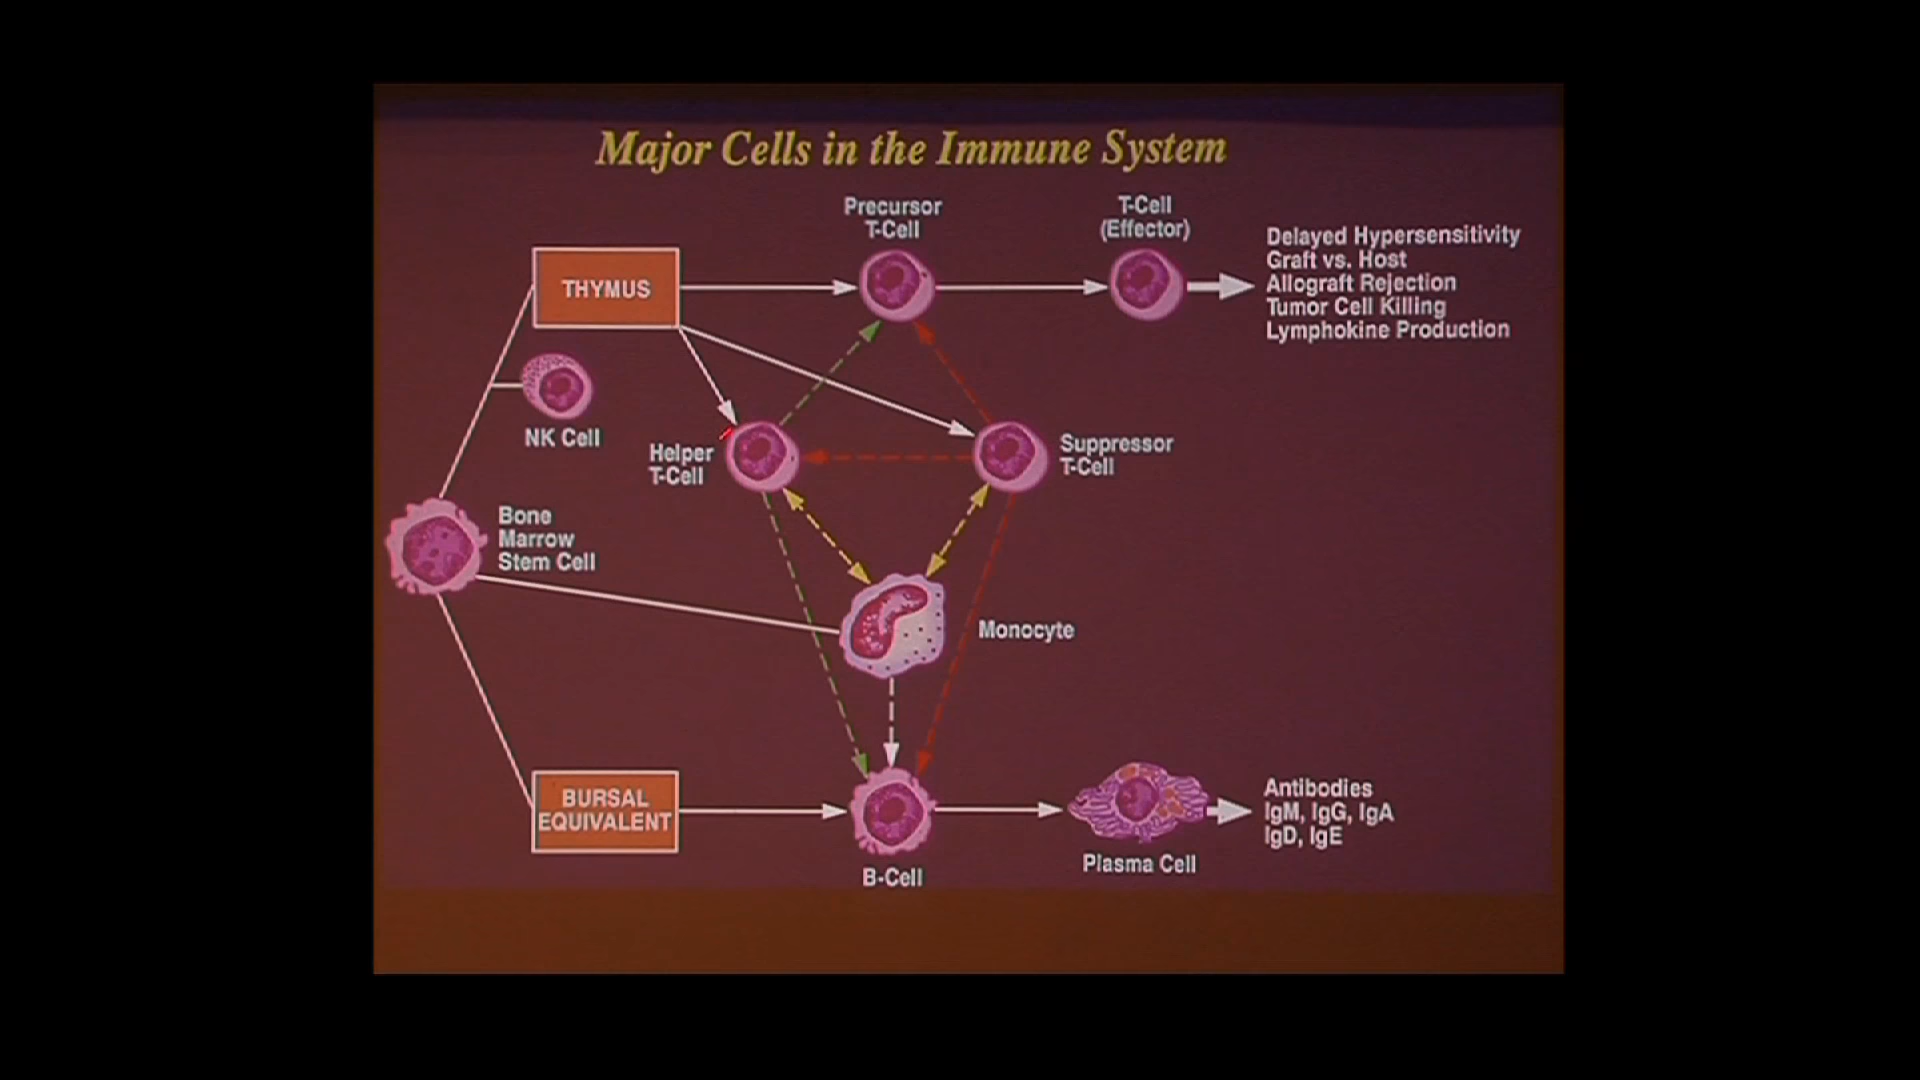 Major Cells in the Immune System
Precursor
T-Cell
T-Cell
(Effector)
Delayed Hypersensitivity
Graft vs. Host
Allograft Rejection
Tumor Cell Killing
Lymphokine Production
THYMUS
NK Cell
Helper
T-Cell
Suppressor
T-Cell
Bone
Marrow
Stem Cell
Monocyte
BURSAL
EQUIVALENT
B-Cell
Plasma Cell
Antibodies
IgM, IgG, IgA
IgD, IgE